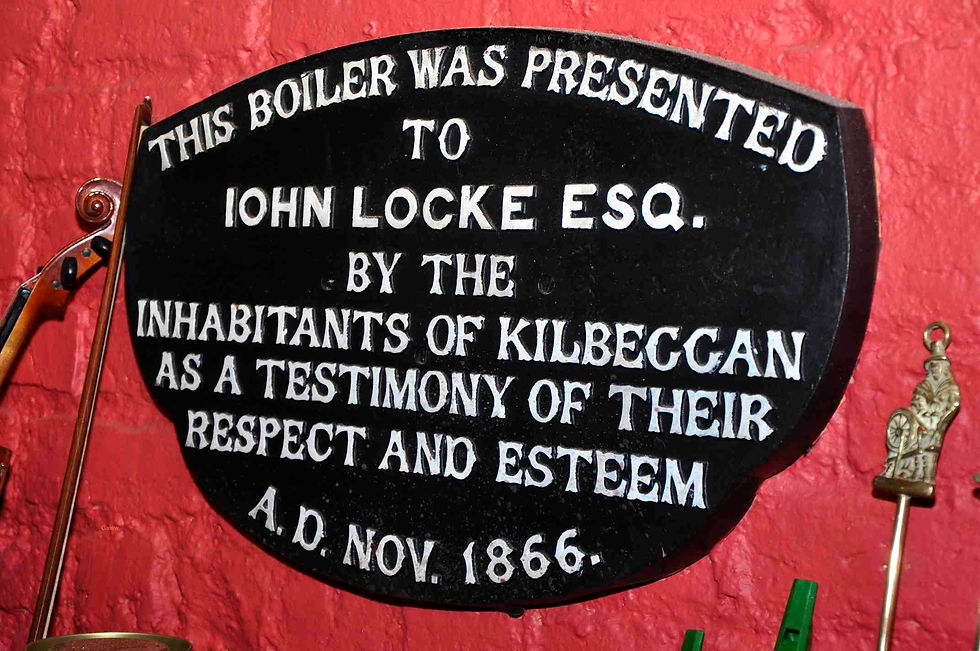 THIS BOILER WAS PRESENTED
TO
IOHN LOCKE ESQ.
BY THE
INHABITANTS OF KILBEGGAN
AS A TESTIMONY OF THEIR
RESPECT AND ESTEEM
A.D. NOV. 1866.